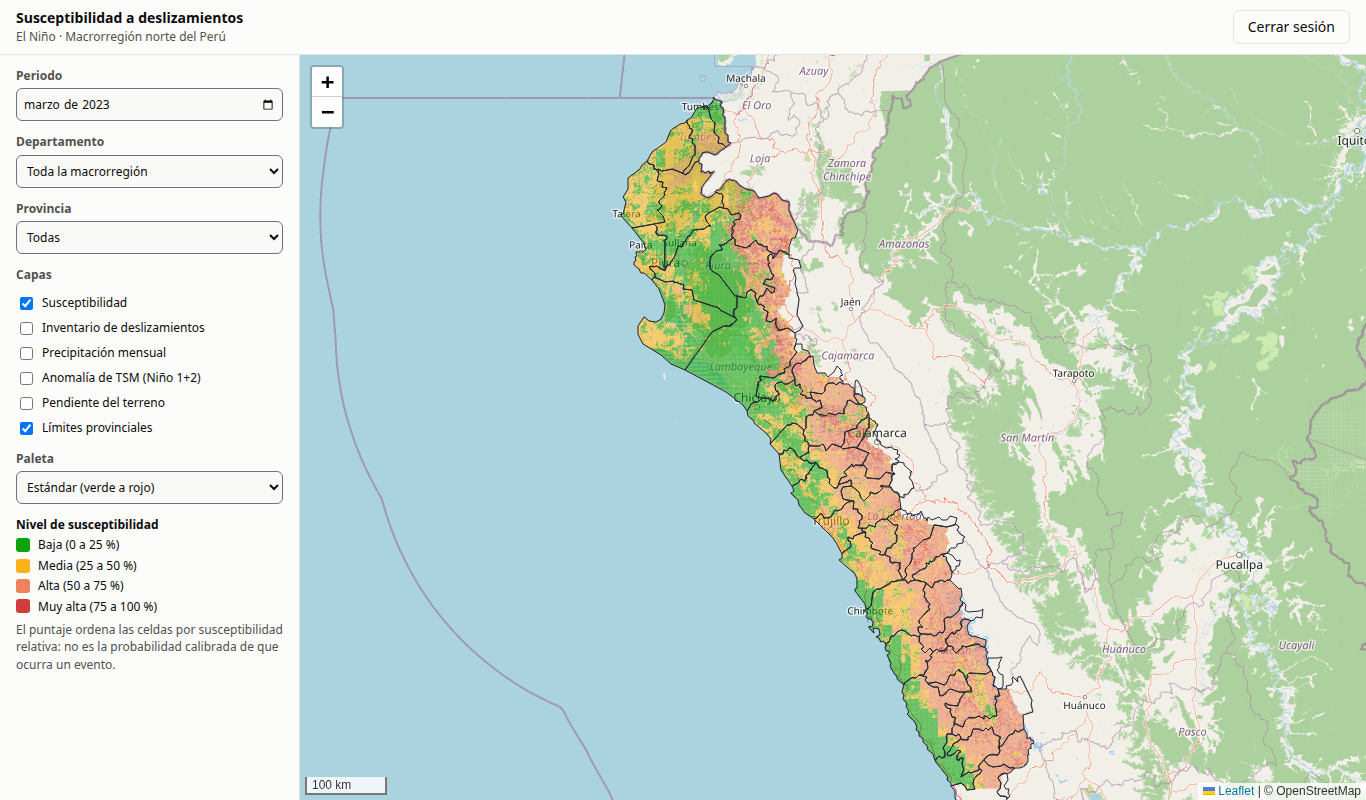 Susceptibilidad a deslizamientos
El Niño · Macrorregión norte del Perú
Cerrar sesión
Periodo
marzo de 2023
Departamento
Toda la macrorregión
Provincia
Todas
Capas
Susceptibilidad
Inventario de deslizamientos
Precipitación mensual
Anomalía de TSM (Niño 1+2)
Pendiente del terreno
Límites provinciales
Paleta
Estándar (verde a rojo)
Nivel de susceptibilidad
Baja (0 a 25 %)
Media (25 a 50 %)
Alta (50 a 75 %)
Muy alta (75 a 100 %)
El puntaje ordena las celdas por susceptibilidad
relativa: no es la probabilidad calibrada de que
ocurra un evento.
+
−
Azuay
Machala
Tumbes
El Oro
Tumbes
Iquito
Loja
Zamora
Chinchipe
Talara
Paita
Sullana
Amazonas
Piura
Piura
Jaén
Cajamarca
Lambayeque
Tarapoto
Chiclayo
Cajamarca
San Martín
La Libertad
Trujillo
Pucallpa
Chimbote
Huánuco
Ucayali
Áncash
Huánuco
Pasco
100 km
Leaflet | © OpenStreetMap